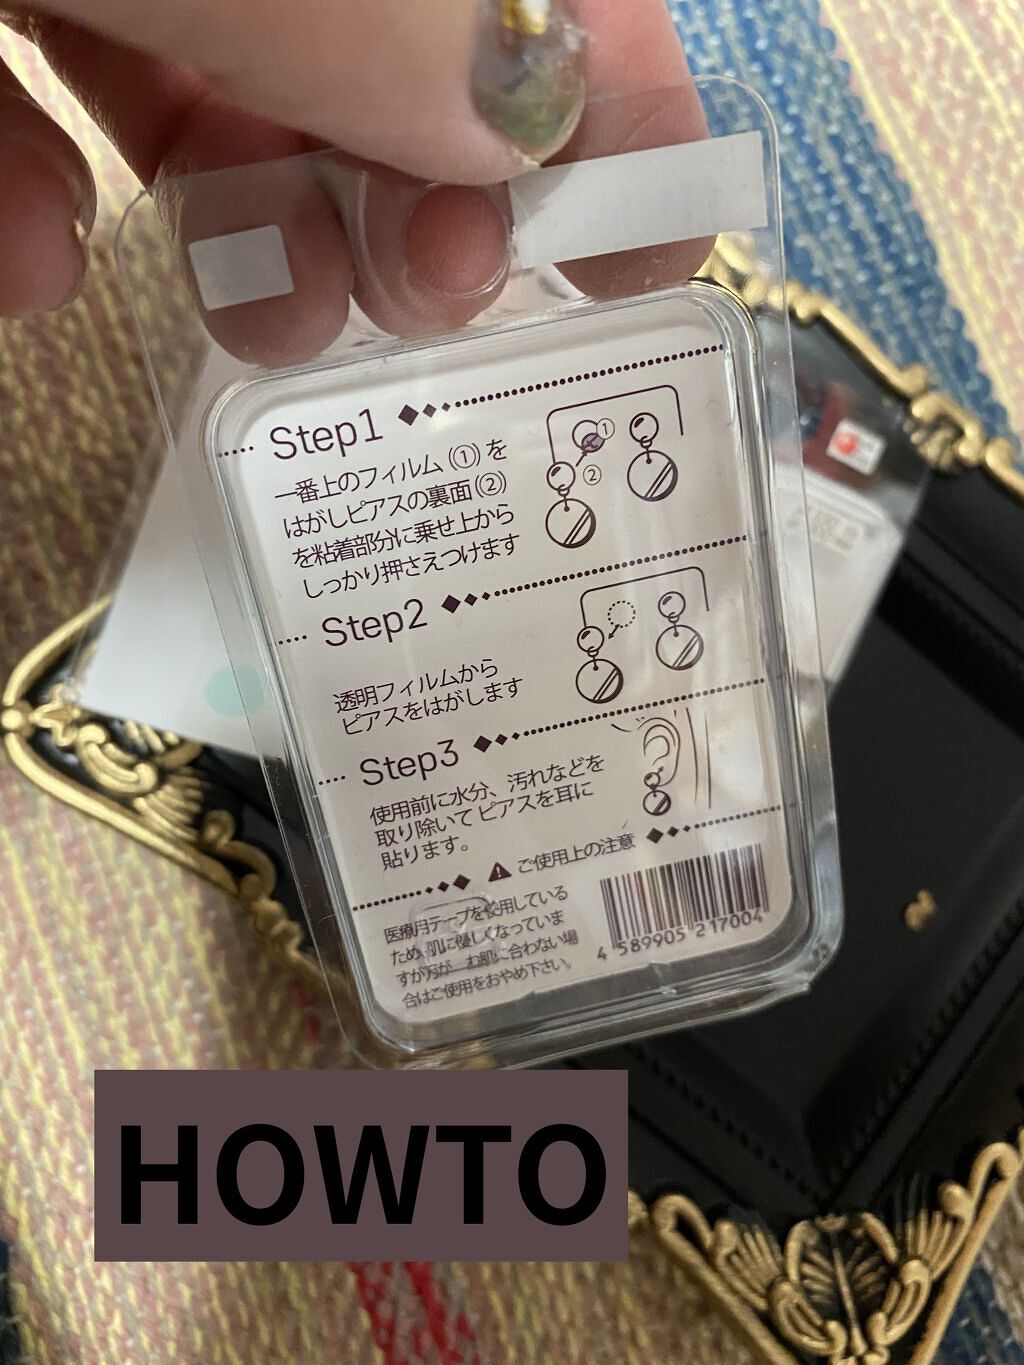 Step1
一番上のフィルム(①)を
はがしピアスの裏面(②)
を粘着部分に乗せ上から
しっかり押さえつけます
①
②
Step2
透明フィルムから
ピアスをはがします
Step3
使用前に水分、汚れなどを
取り除いてピアスを耳に
貼ります。
ご使用上の注意
医療用テープを使用している
ため、肌に優しくなっていま
すが万が一お肌に合わない場
合はご使用をおやめ下さい。
4 589905 217004
HOWTO